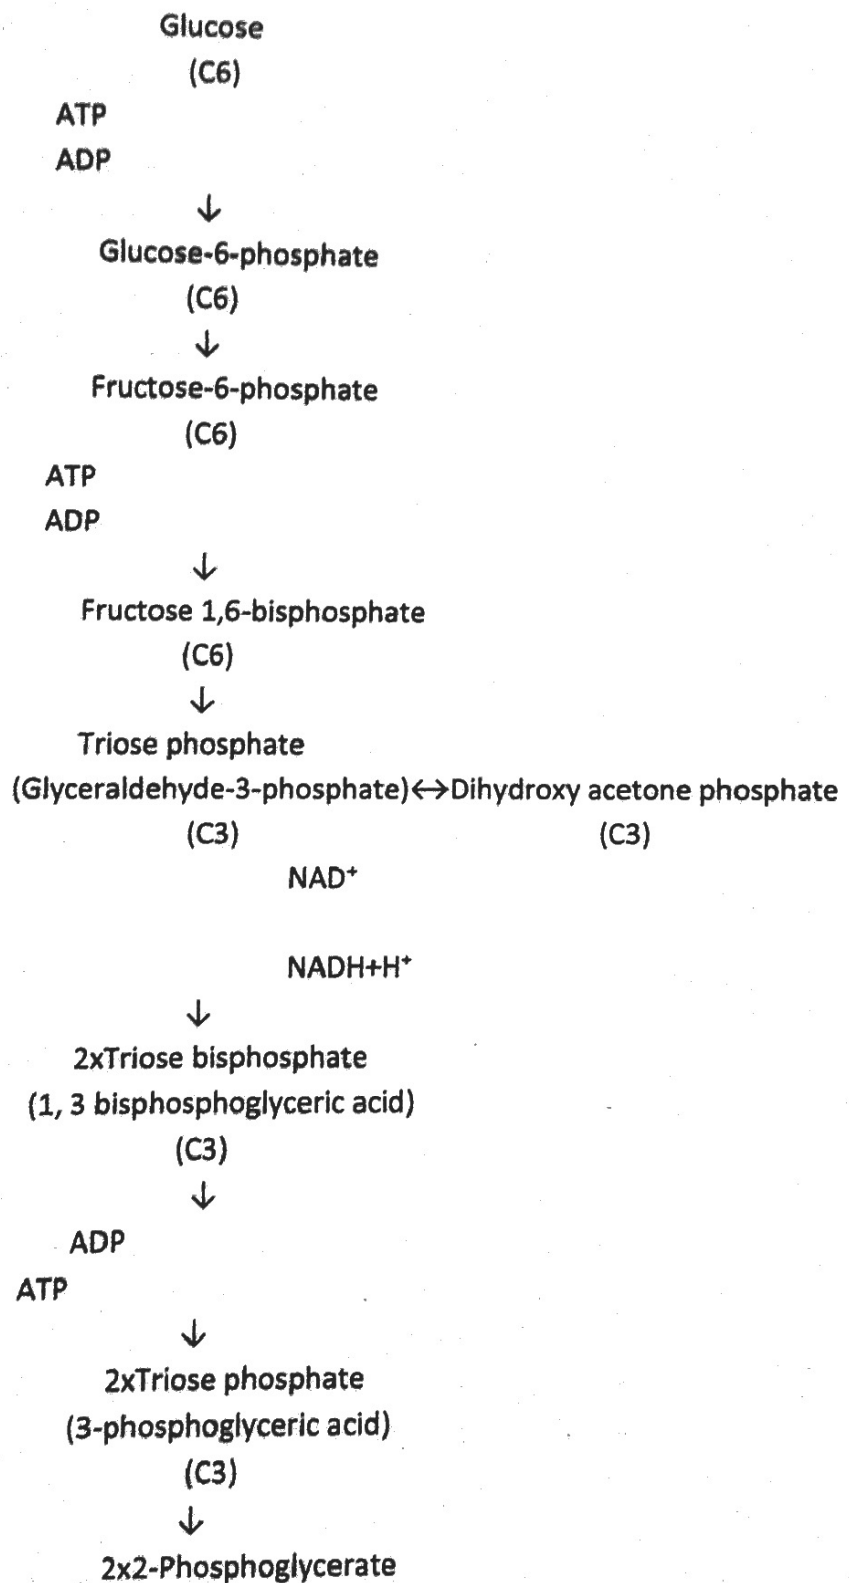 Glucose
(C6)
ATP
ADP
↓
Glucose-6-phosphate
(C6)
↓
Fructose-6-phosphate
(C6)
ATP
ADP
↓
Fructose 1,6-bisphosphate
(C6)
↓
Triose phosphate
(Glyceraldehyde-3-phosphate)↔Dihydroxy acetone phosphate
(C3) (C3)
NAD⁺
NADH+H⁺
↓
2xTriose bisphosphate
(1, 3 bisphosphoglyceric acid)
(C3)
↓
ADP
ATP
↓
2xTriose phosphate
(3-phosphoglyceric acid)
(C3)
↓
2x2-Phosphoglycerate